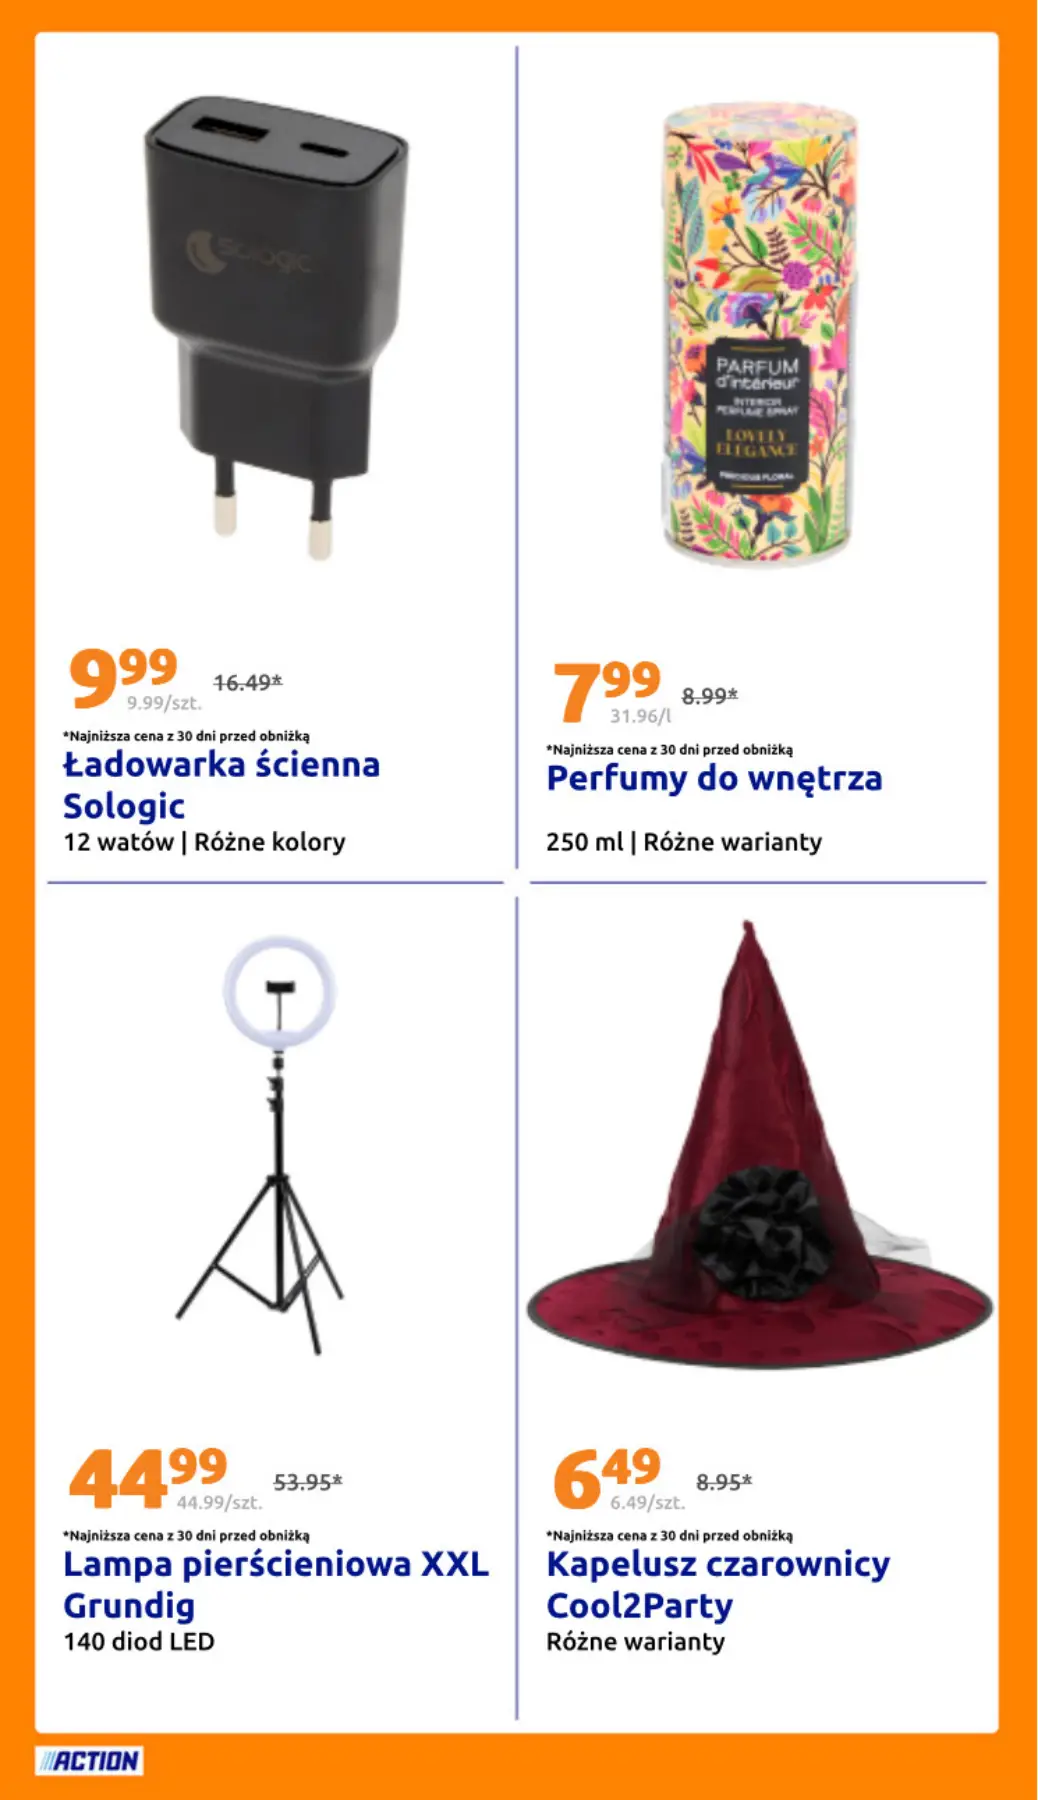 Sologic
9.99
9.99/szt.
16.49*
*Najniższa cena z 30 dni przed obniżką
Ładowarka ścienna
Sologic
12 watów | Różne kolory
PARFUM
d'intérieur
INTERIOR
PERFUME SPRAY
LOVELY
ELEGANCE
PRECIOUS FLORAL
7.99
31.96/l
8.99*
*Najniższa cena z 30 dni przed obniżką
Perfumy do wnętrza
250 ml | Różne warianty
44.99
44.99/szt.
53.95*
*Najniższa cena z 30 dni przed obniżką
Lampa pierścieniowa XXL
Grundig
140 diod LED
6.49
6.49/szt.
8.95*
*Najniższa cena z 30 dni przed obniżką
Kapelusz czarownicy
Cool2Party
Różne warianty
ACTION